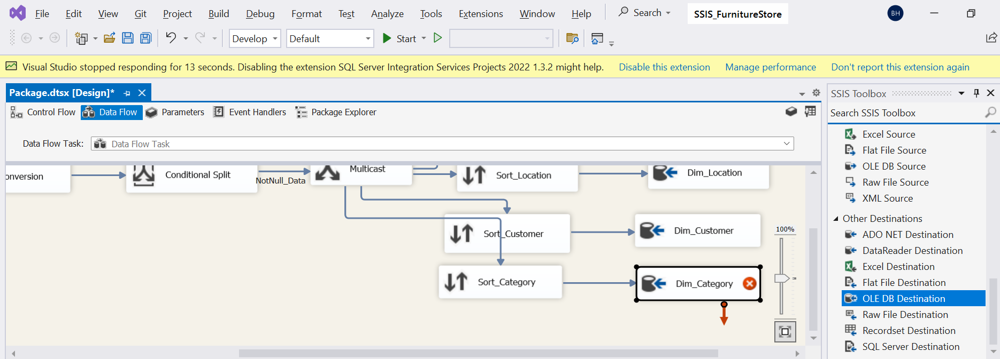 File Edit View Git Project Build Debug Format Test Analyze Tools Extensions Window Help Search SSIS_FurnitureStore BH
Develop Default Start
Visual Studio stopped responding for 13 seconds. Disabling the extension SQL Server Integration Services Projects 2022 1.3.2 might help. Disable this extension Manage performance Don't report this extension again
Package.dtsx [Design]*
Control Flow Data Flow Parameters Event Handlers Package Explorer
Data Flow Task: Data Flow Task
onversion
Conditional Split
NotNull_Data
Multicast
Sort_Location
Dim_Location
Sort_Customer
Dim_Customer
Sort_Category
Dim_Category
100%
SSIS Toolbox
Search SSIS Toolbox
Excel Source
Flat File Source
OLE DB Source
Raw File Source
XML Source
Other Destinations
ADO NET Destination
DataReader Destination
Excel Destination
Flat File Destination
OLE DB Destination
Raw File Destination
Recordset Destination
SQL Server Destination